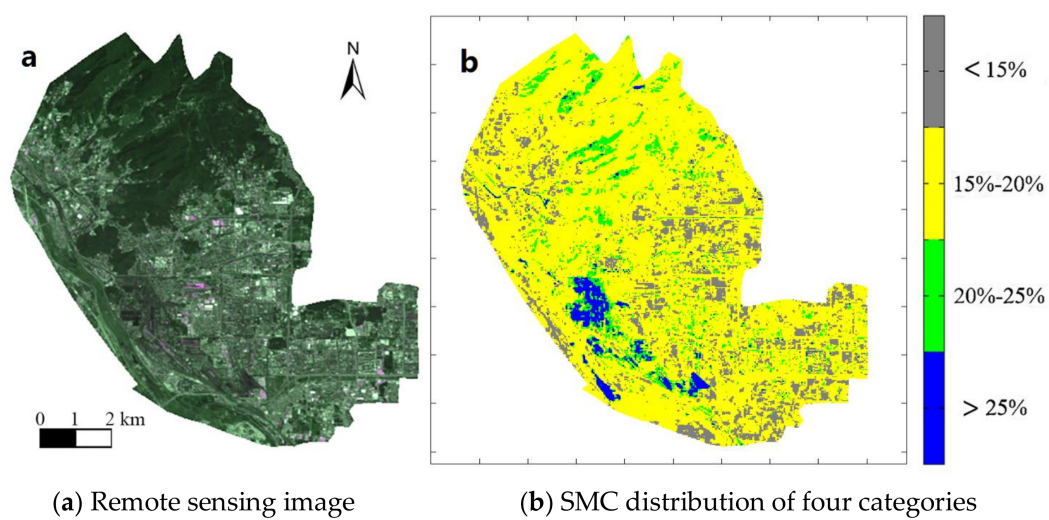 a
N
0 1 2 km
b
< 15%
15%-20%
20%-25%
> 25%
(a) Remote sensing image
(b) SMC distribution of four categories